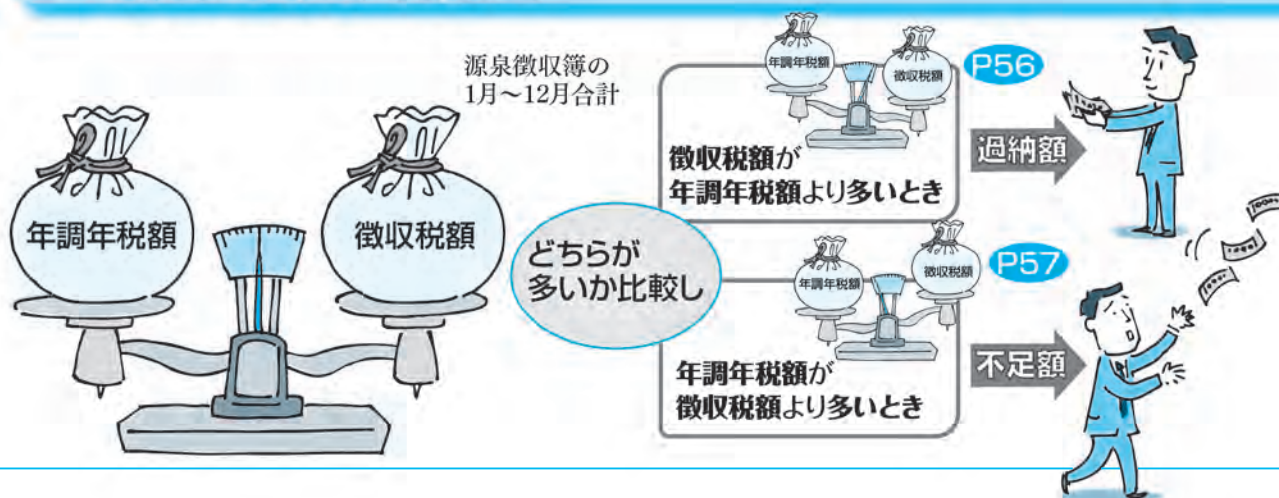 源泉徴収簿の
1月～12月合計
年調年税額
徴収税額
どちらが
多いか比較し
年調年税額
徴収税額
徴収税額が
年調年税額より多いとき
P56
過納額
年調年税額
徴収税額
年調年税額が
徴収税額より多いとき
P57
不足額